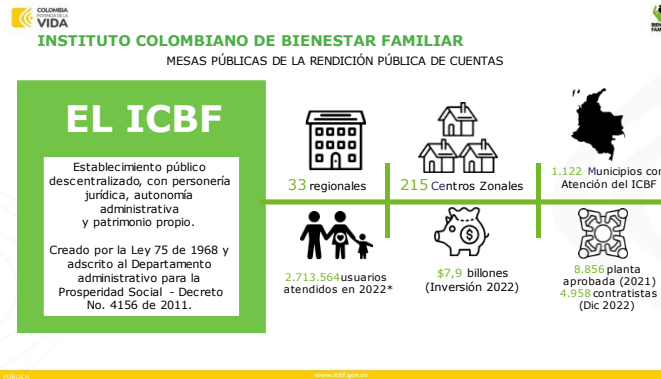 COLOMBIA
POTENCIA DE LA
VIDA
INSTITUTO COLOMBIANO DE BIENESTAR FAMILIAR
MESAS PÚBLICAS DE LA RENDICIÓN PÚBLICA DE CUENTAS
EL ICBF
Establecimiento público
descentralizado, con personería
jurídica, autonomía
administrativa
y patrimonio propio.
Creado por la Ley 75 de 1968 y
adscrito al Departamento
administrativo para la
Prosperidad Social - Decreto
No. 4156 de 2011.
33 regionales
215 Centros Zonales
1.122 Municipios con
Atención del ICBF
2.713.564 usuarios
atendidos en 2022*
$7,9 billones
(Inversión 2022)
8.856 planta
aprobada (2021)
4.958 contratistas
(Dic 2022)
PÚBLICA
www.icbf.gov.co